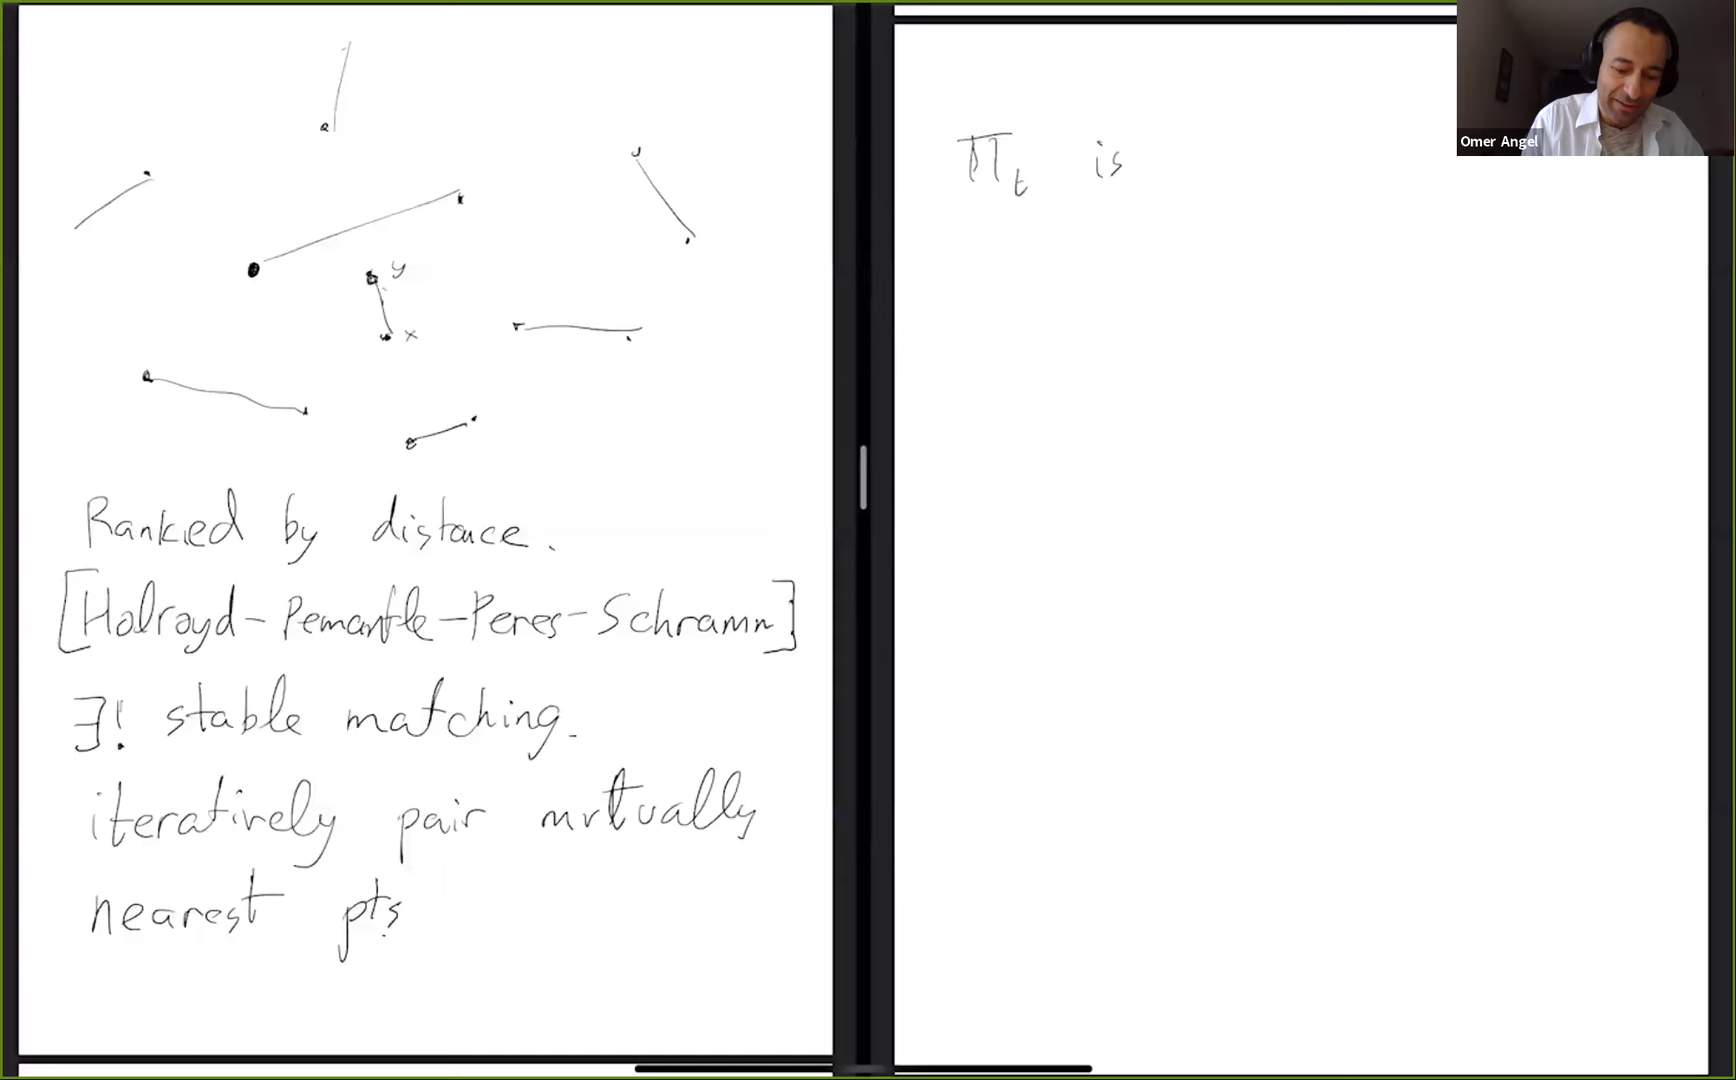 y
x
Ranked by distance.
[Holroyd-Pemantle-Peres-Schramm]
∃! stable matching.
iteratively pair mutually
nearest pts
Π_t is
Omer Angel